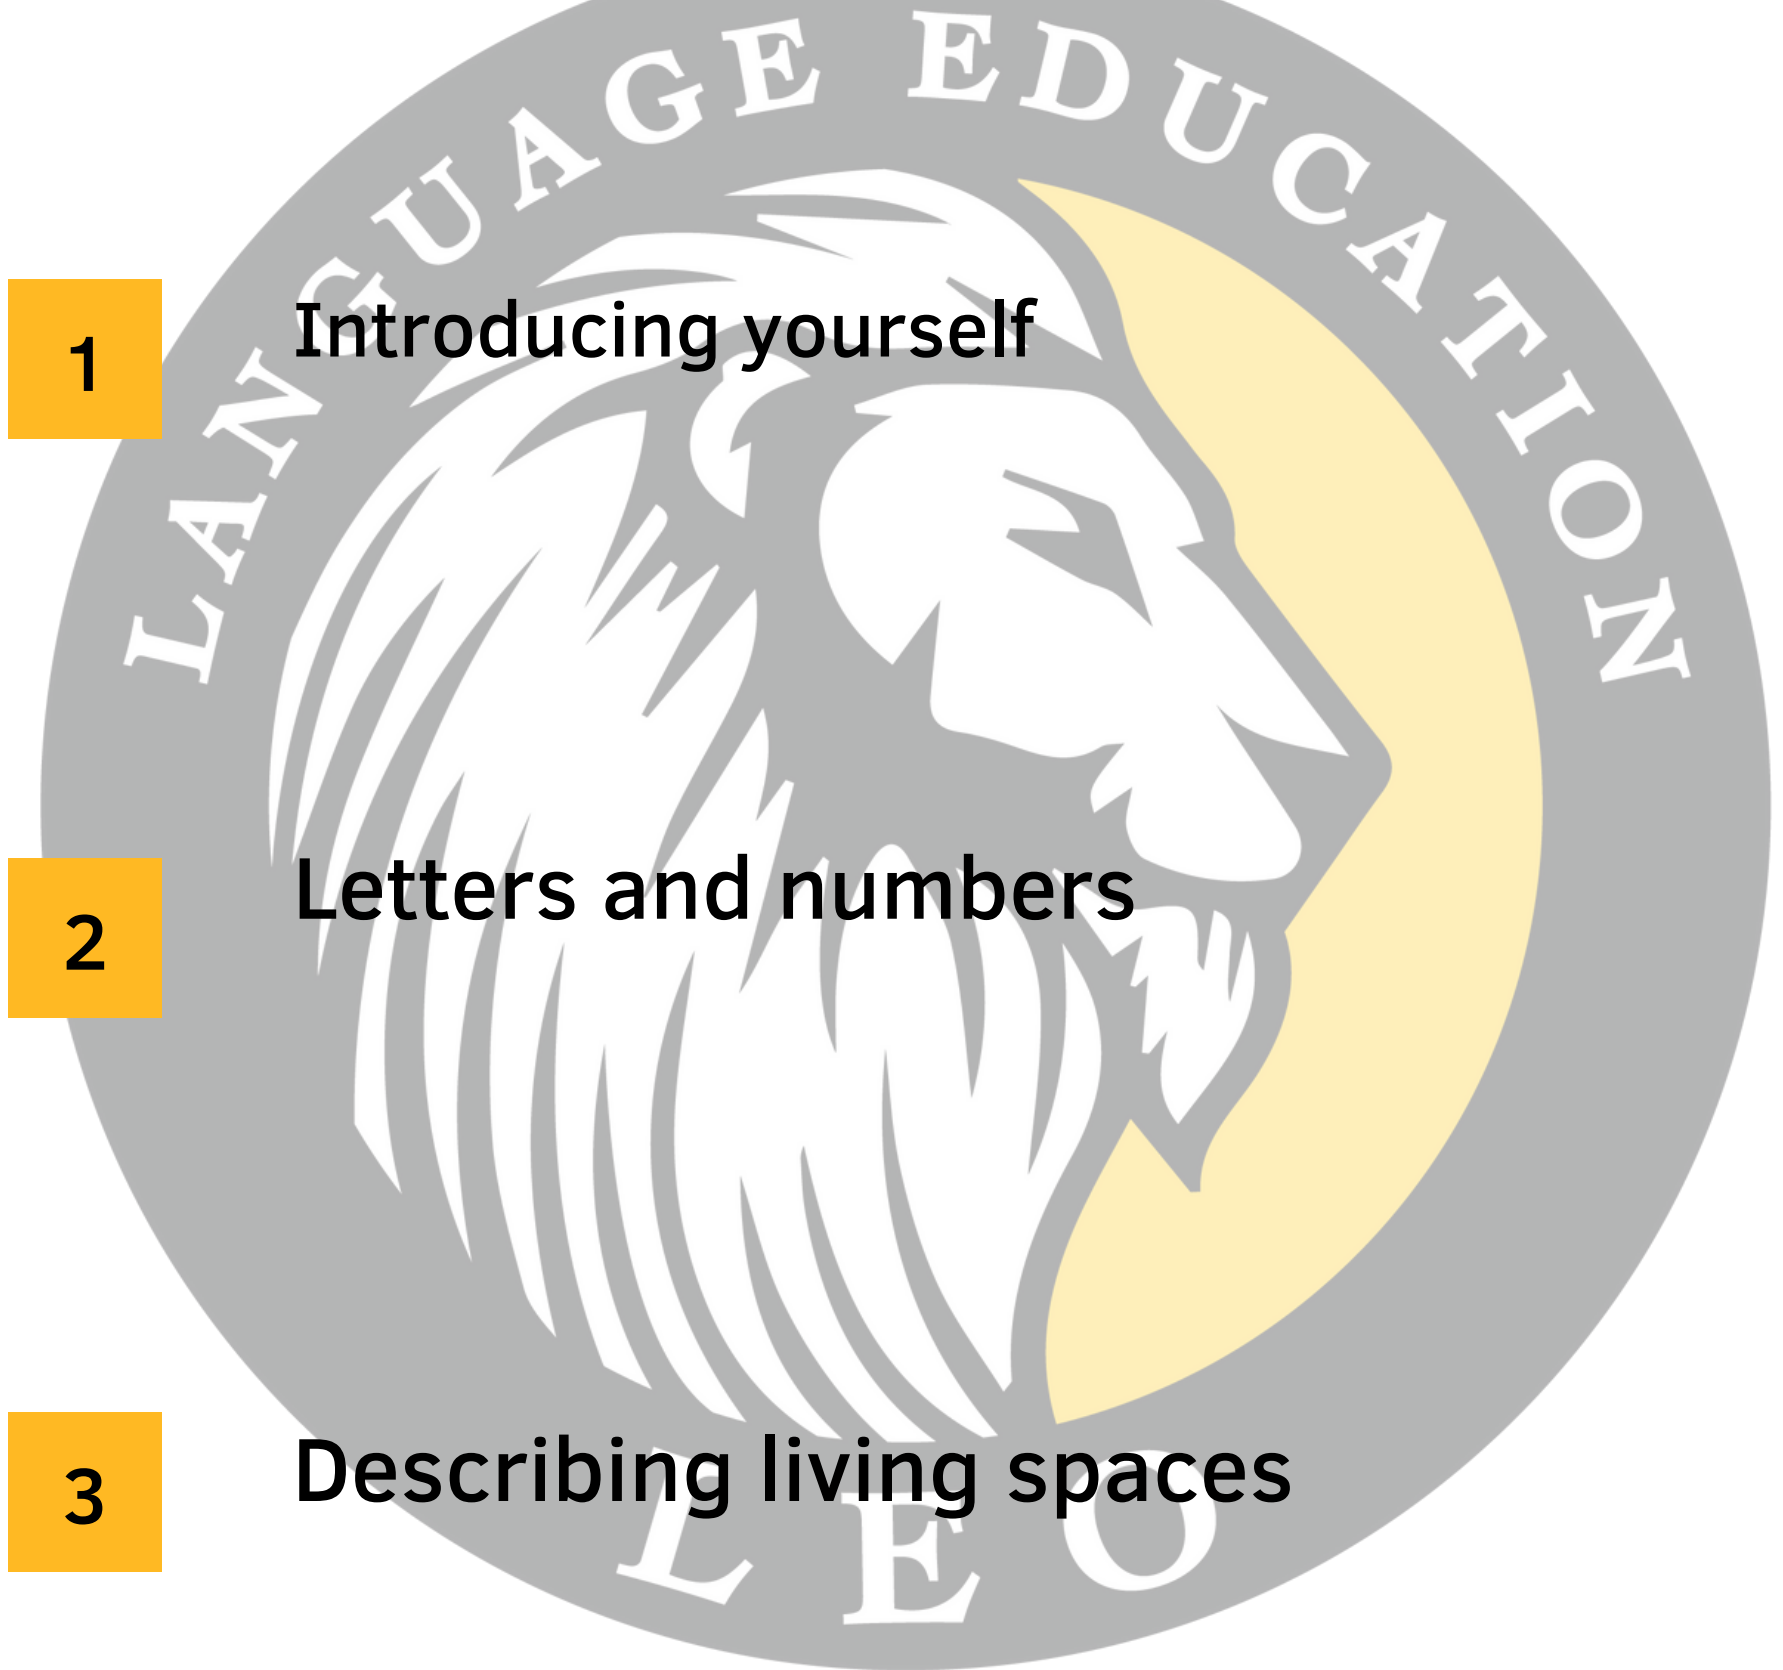 LANGUAGE EDUCATION
1
Introducing yourself
2
Letters and numbers
3
Describing living spaces
LEO